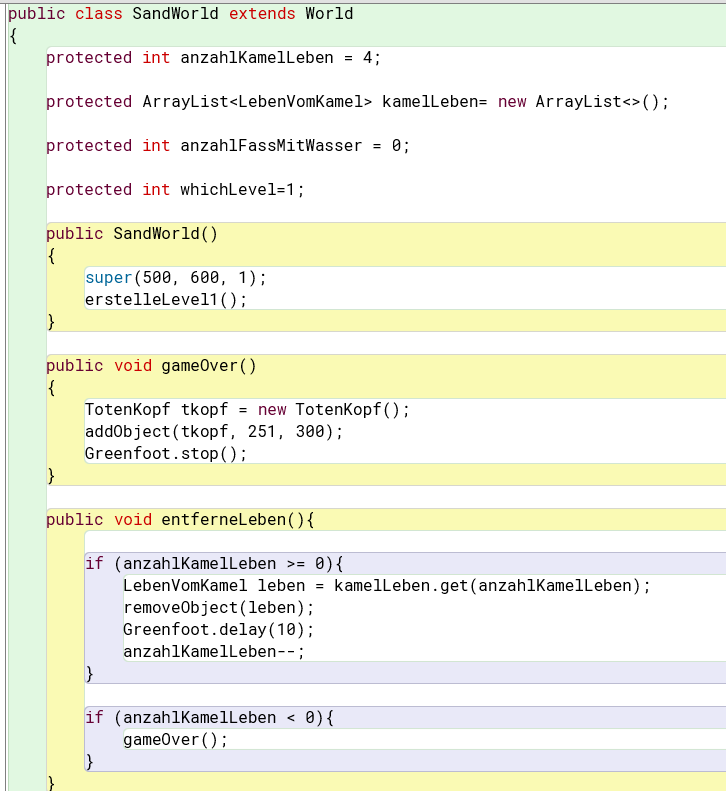 public class SandWorld extends World
{
    protected int anzahlKamelLeben = 4;
    protected ArrayList<LebenVomKamel> kamelLeben= new ArrayList<>();
    protected int anzahlFassMitWasser = 0;
    protected int whichLevel=1;
    public SandWorld()
    {
        super(500, 600, 1);
        erstelleLevel1();
    }
    public void gameOver()
    {
        TotenKopf tkopf = new TotenKopf();
        addObject(tkopf, 251, 300);
        Greenfoot.stop();
    }
    public void entferneLeben(){
        if (anzahlKamelLeben >= 0){
            LebenVomKamel leben = kamelLeben.get(anzahlKamelLeben);
            removeObject(leben);
            Greenfoot.delay(10);
            anzahlKamelLeben--;
        }
        if (anzahlKamelLeben < 0){
            gameOver();
        }
    }